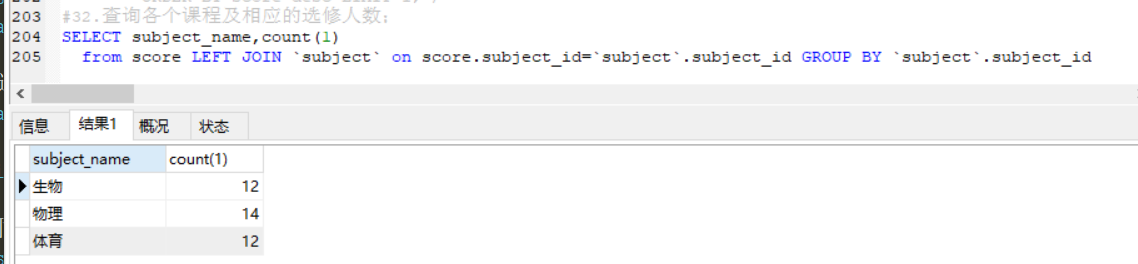 203 #32.查询各个课程及相应的选修人数;
204 SELECT subject_name,count(1)
205 from score LEFT JOIN `subject` on score.subject_id=`subject`.subject_id GROUP BY `subject`.subject_id
信息 结果1 概况 状态
subject_name count(1)
生物 12
物理 14
体育 12